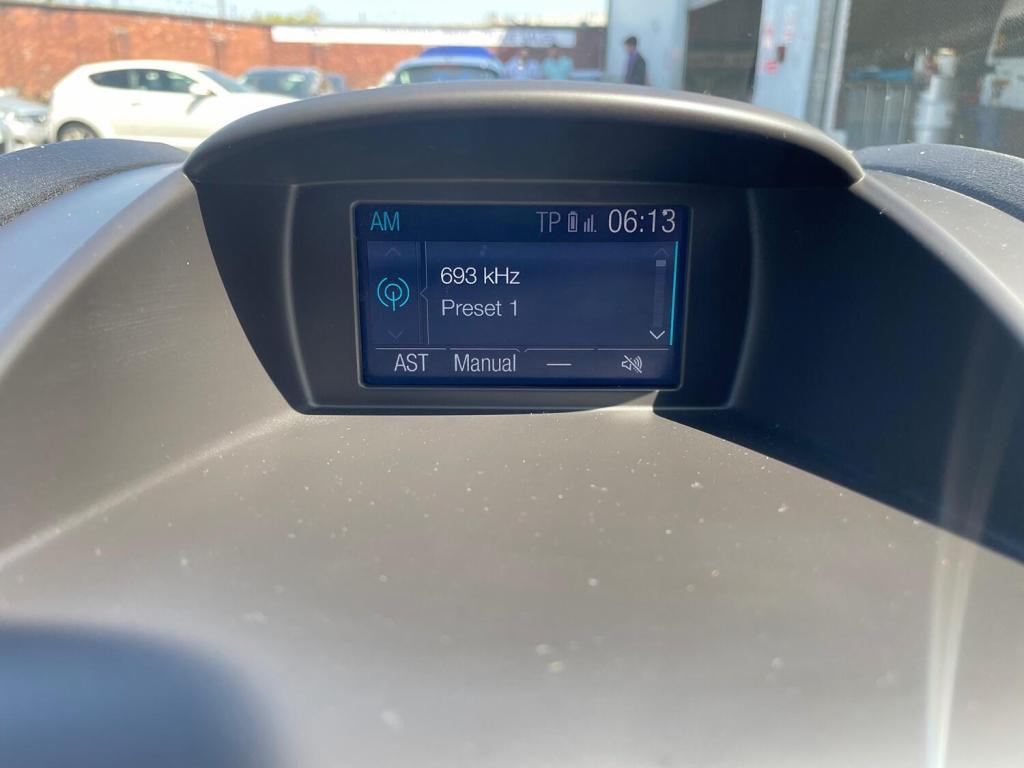 AM TP 06:13
693 kHz
Preset 1
AST Manual —